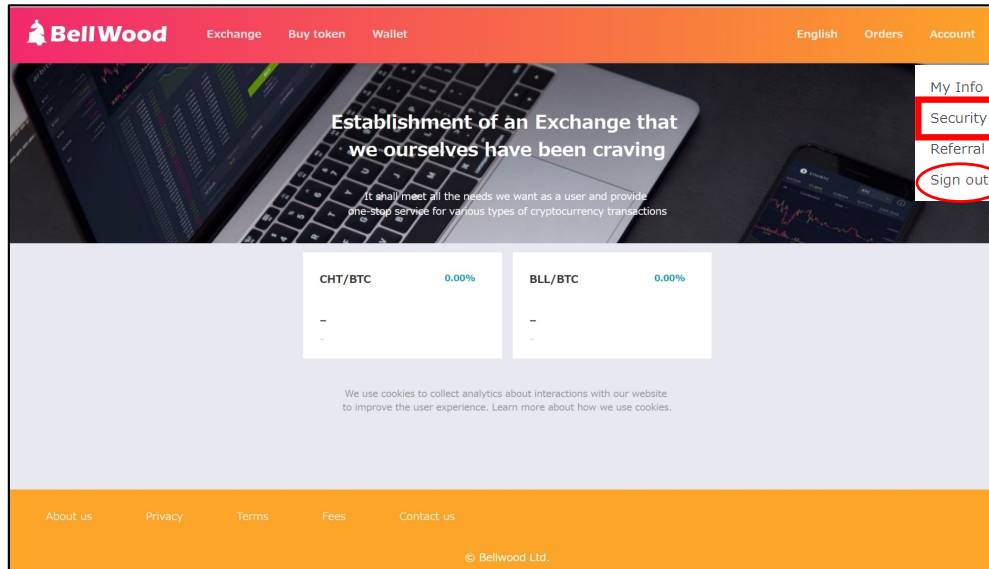 BellWood
Exchange Buy token Wallet English Orders Account
My Info
Security
Referral
Sign out
Establishment of an Exchange that
we ourselves have been craving
It shall meet all the needs we want as a user and provide
one-stop service for various types of cryptocurrency transactions
CHT/BTC 0.00% BLL/BTC 0.00%
– –
– –
We use cookies to collect analytics about interactions with our website
to improve the user experience. Learn more about how we use cookies.
About us Privacy Terms Fees Contact us
© Bellwood Ltd.